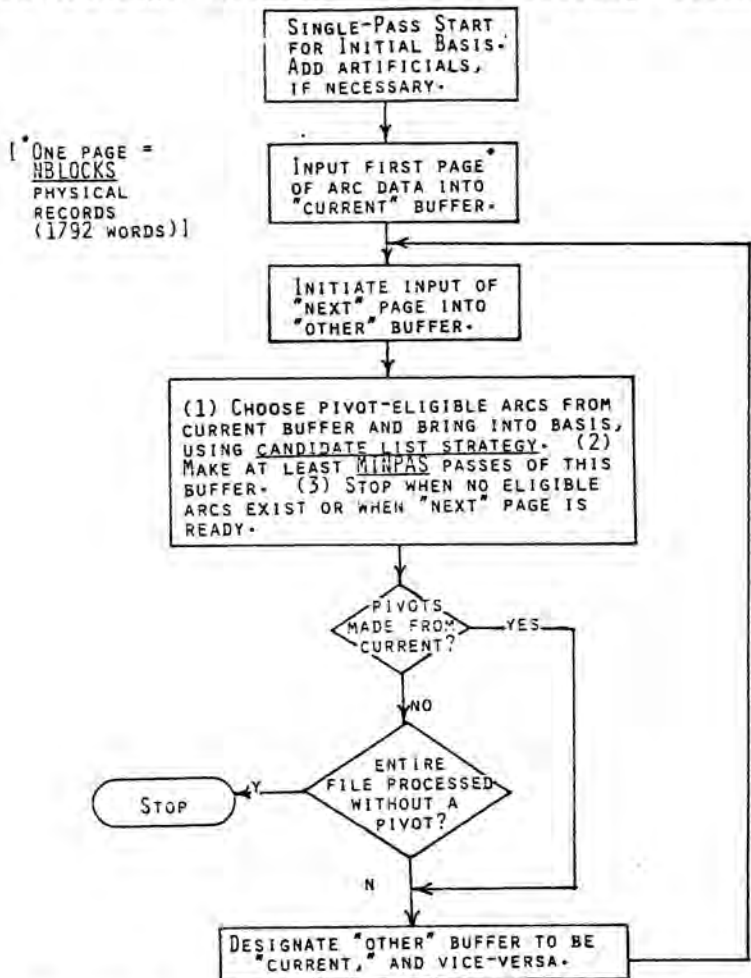 SINGLE-PASS START
FOR INITIAL BASIS.
ADD ARTIFICIALS,
IF NECESSARY.
[*ONE PAGE =
NBLOCKS
PHYSICAL
RECORDS
(1792 WORDS)]
INPUT FIRST PAGE*
OF ARC DATA INTO
"CURRENT" BUFFER.
INITIATE INPUT OF
"NEXT" PAGE INTO
"OTHER" BUFFER.
(1) CHOOSE PIVOT-ELIGIBLE ARCS FROM
CURRENT BUFFER AND BRING INTO BASIS,
USING CANDIDATE LIST STRATEGY. (2)
MAKE AT LEAST MINPAS PASSES OF THIS
BUFFER. (3) STOP WHEN NO ELIGIBLE
ARCS EXIST OR WHEN "NEXT" PAGE IS
READY.
PIVOTS
MADE FROM
CURRENT?
YES
NO
ENTIRE
FILE PROCESSED
WITHOUT A
PIVOT?
Y
STOP
N
DESIGNATE "OTHER" BUFFER TO BE
"CURRENT," AND VICE-VERSA.